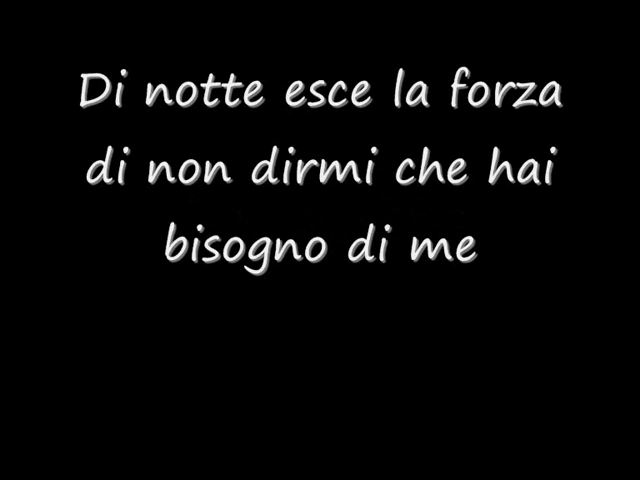 Di notte esce la forza
di non dirmi che hai
bisogno di me